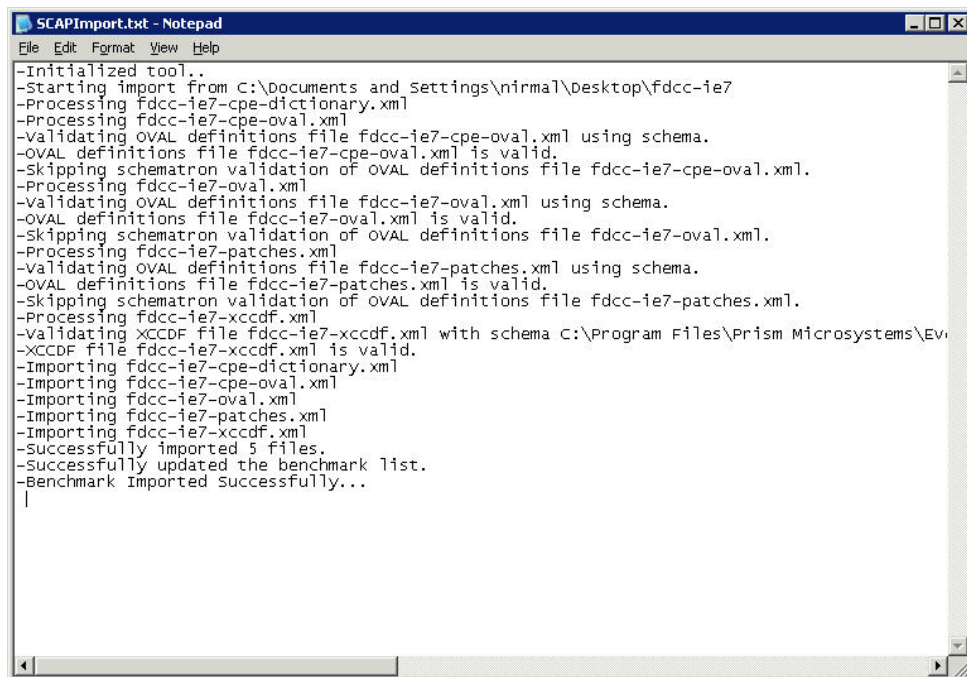 SCAPImport.txt - Notepad
File Edit Format View Help
-Initialized tool..
-Starting import from C:\Documents and Settings\nirmal\Desktop\fdcc-ie7
-Processing fdcc-ie7-cpe-dictionary.xml
-Processing fdcc-ie7-cpe-oval.xml
-Validating OVAL definitions file fdcc-ie7-cpe-oval.xml using schema.
-OVAL definitions file fdcc-ie7-cpe-oval.xml is valid.
-Skipping schematron validation of OVAL definitions file fdcc-ie7-cpe-oval.xml.
-Processing fdcc-ie7-oval.xml
-Validating OVAL definitions file fdcc-ie7-oval.xml using schema.
-OVAL definitions file fdcc-ie7-oval.xml is valid.
-Skipping schematron validation of OVAL definitions file fdcc-ie7-oval.xml.
-Processing fdcc-ie7-patches.xml
-Validating OVAL definitions file fdcc-ie7-patches.xml using schema.
-OVAL definitions file fdcc-ie7-patches.xml is valid.
-Skipping schematron validation of OVAL definitions file fdcc-ie7-patches.xml.
-Processing fdcc-ie7-xccdf.xml
-Validating XCCDF file fdcc-ie7-xccdf.xml with schema C:\Program Files\Prism Microsystems\Ev
-XCCDF file fdcc-ie7-xccdf.xml is valid.
-Importing fdcc-ie7-cpe-dictionary.xml
-Importing fdcc-ie7-cpe-oval.xml
-Importing fdcc-ie7-oval.xml
-Importing fdcc-ie7-patches.xml
-Importing fdcc-ie7-xccdf.xml
-Successfully imported 5 files.
-Successfully updated the benchmark list.
-Benchmark Imported Successfully...